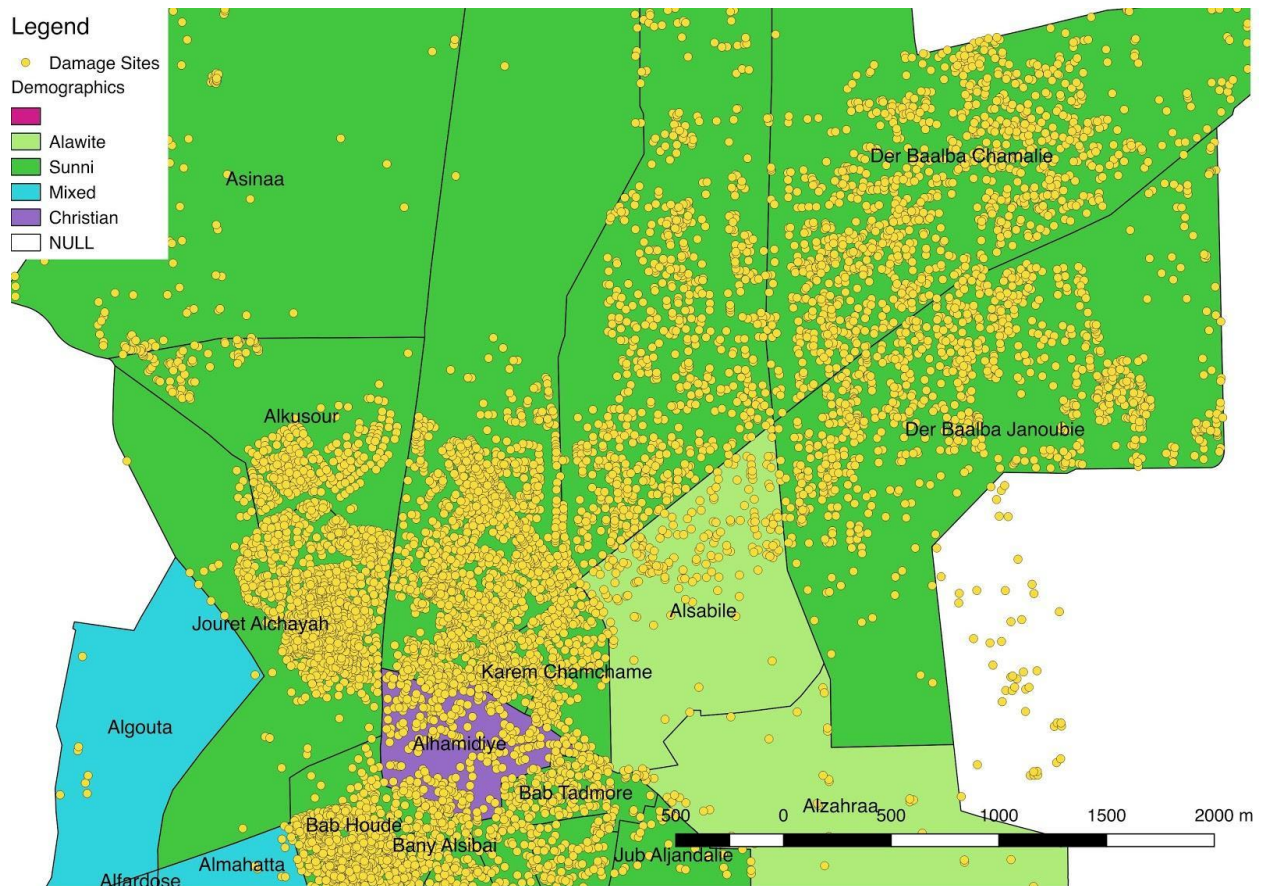 Legend
Damage Sites
Demographics
Alawite
Sunni
Mixed
Christian
NULL
Der Baalba Chamalie
Asinaa
Alkusour
Der Baalba Janoubie
Alsabile
Jouret Alchayah
Karem Chamchame
Algouta
Alhamidiye
Bab Tadmore
Alzahraa
500 0 500 1000 1500 2000 m
Bab Houde
Bany Alsibai
Jub Aljandalie
Almahatta
Alfardose